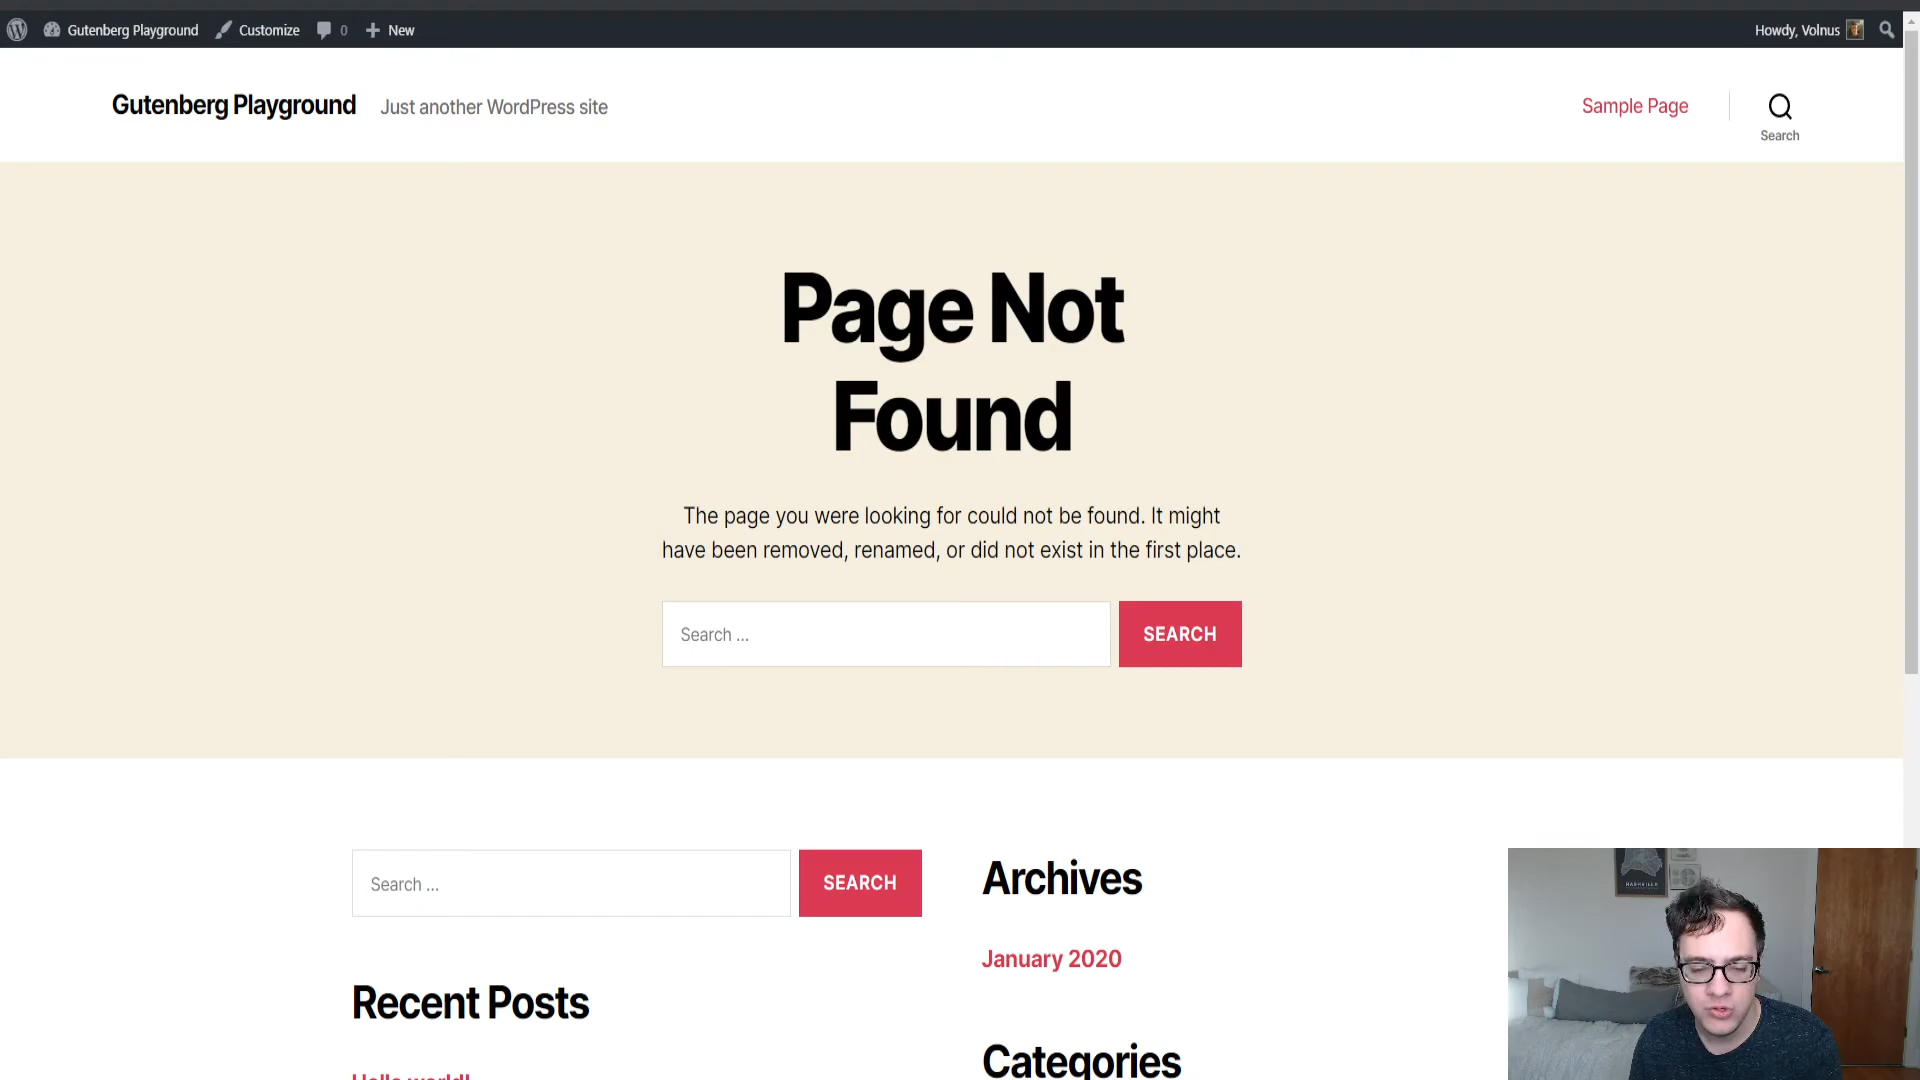 Gutenberg Playground Customize 0 New Howdy, Volnus
Gutenberg Playground Just another WordPress site Sample Page
Search
Page Not
Found
The page you were looking for could not be found. It might
have been removed, renamed, or did not exist in the first place.
Search ... SEARCH
Search ... SEARCH
Archives
January 2020
Recent Posts
Categories
Hello world!
NASHVILLE